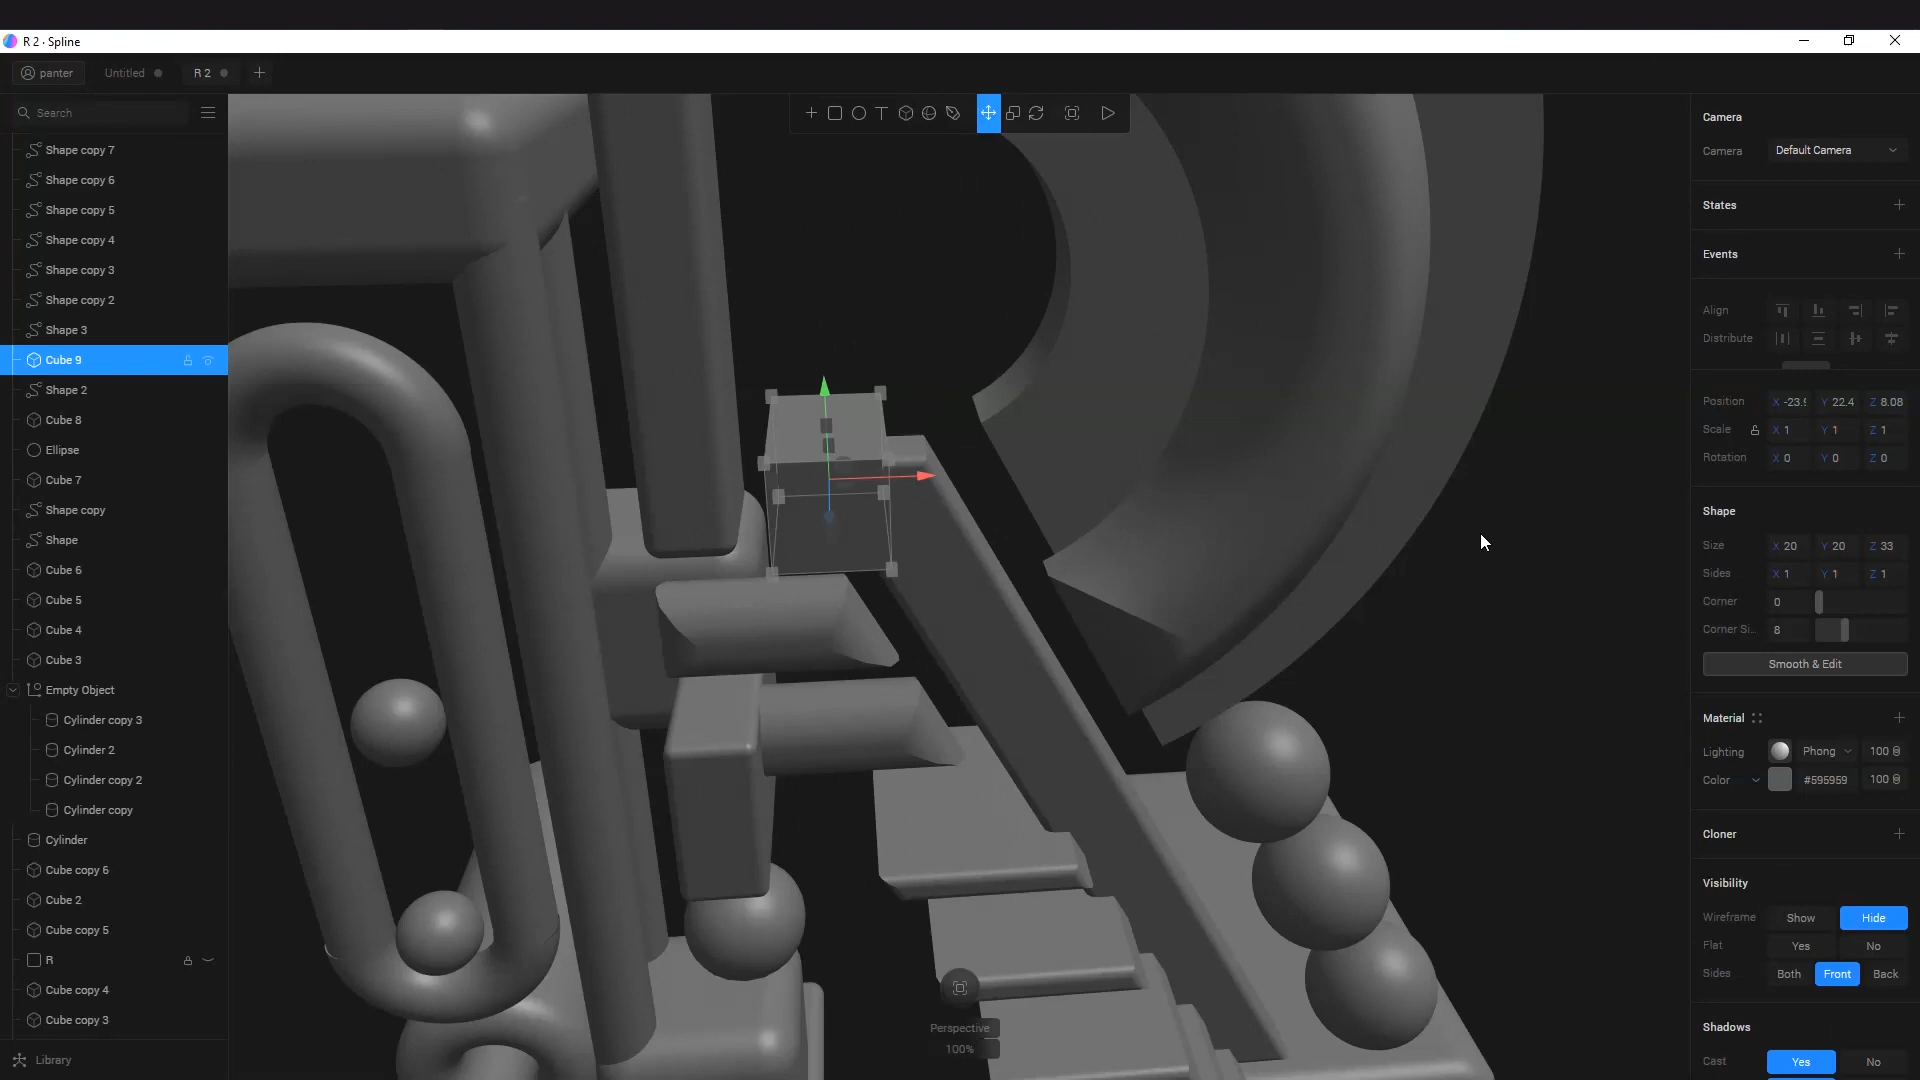 R 2 - Spline
panter
Untitled
R 2
Search
Shape copy 7
Shape copy 6
Shape copy 5
Shape copy 4
Shape copy 3
Shape copy 2
Shape 3
Cube 9
Shape 2
Cube 8
Ellipse
Cube 7
Shape copy
Shape
Cube 6
Cube 5
Cube 4
Cube 3
Empty Object
Cylinder copy 3
Cylinder 2
Cylinder copy 2
Cylinder copy
Cylinder
Cube copy 6
Cube 2
Cube copy 5
R
Cube copy 4
Cube copy 3
Library
Perspective
100%
Camera
Camera Default Camera
States
Events
Align
Distribute
Position X -23.9 Y 22.4 Z 8.08
Scale X 1 Y 1 Z 1
Rotation X 0 Y 0 Z 0
Shape
Size X 20 Y 20 Z 33
Sides X 1 Y 1 Z 1
Corner 0
Corner Si... 8
Smooth & Edit
Material
Lighting Phong 100
Color #595959 100
Cloner
Visibility
Wireframe Show Hide
Flat Yes No
Sides Both Front Back
Shadows
Cast Yes No